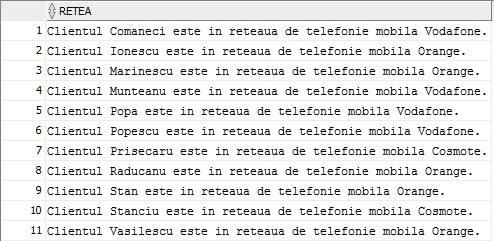 RETEA
1 Clientul Comaneci este in reteaua de telefonie mobila Vodafone.
2 Clientul Ionescu este in reteaua de telefonie mobila Orange.
3 Clientul Marinescu este in reteaua de telefonie mobila Orange.
4 Clientul Munteanu este in reteaua de telefonie mobila Vodafone.
5 Clientul Popa este in reteaua de telefonie mobila Vodafone.
6 Clientul Popescu este in reteaua de telefonie mobila Vodafone.
7 Clientul Prisecaru este in reteaua de telefonie mobila Cosmote.
8 Clientul Raducanu este in reteaua de telefonie mobila Orange.
9 Clientul Stan este in reteaua de telefonie mobila Orange.
10 Clientul Stanciu este in reteaua de telefonie mobila Cosmote.
11 Clientul Vasilescu este in reteaua de telefonie mobila Orange.